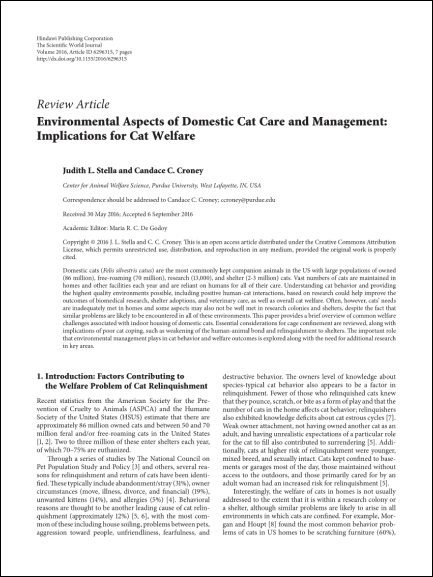 Hindawi Publishing Corporation
The Scientific World Journal
Volume 2016, Article ID 6296315, 7 pages
http://dx.doi.org/10.1155/2016/6296315
Review Article
Environmental Aspects of Domestic Cat Care and Management:
Implications for Cat Welfare
Judith L. Stella and Candace C. Croney
Center for Animal Welfare Science, Purdue University, West Lafayette, IN, USA
Correspondence should be addressed to Candace C. Croney; ccroney@purdue.edu
Received 30 May 2016; Accepted 6 September 2016
Academic Editor: Maria R. C. De Godoy
Copyright © 2016 J. L. Stella and C. C. Croney. This is an open access article distributed under the Creative Commons Attribution
License, which permits unrestricted use, distribution, and reproduction in any medium, provided the original work is properly
cited.
Domestic cats (Felis silvestris catus) are the most commonly kept companion animals in the US with large populations of owned
(86 million), free-roaming (70 million), research (13,000), and shelter (2-3 million) cats. Vast numbers of cats are maintained in
homes and other facilities each year and are reliant on humans for all of their care. Understanding cat behavior and providing
the highest quality environments possible, including positive human-cat interactions, based on research could help improve the
outcomes of biomedical research, shelter adoptions, and veterinary care, as well as overall cat welfare. Often, however, cats' needs
are inadequately met in homes and some aspects may also not be well met in research colonies and shelters, despite the fact that
similar problems are likely to be encountered in all of these environments. This paper provides a brief overview of common welfare
challenges associated with indoor housing of domestic cats. Essential considerations for cage confinement are reviewed, along with
implications of poor cat coping, such as weakening of the human-animal bond and relinquishment to shelters. The important role
that environmental management plays in cat behavior and welfare outcomes is explored along with the need for additional research
in key areas.
1. Introduction: Factors Contributing to
the Welfare Problem of Cat Relinquishment
Recent statistics from the American Society for the Pre-
vention of Cruelty to Animals (ASPCA) and the Humane
Society of the United States (HSUS) estimate that there are
approximately 86 million owned cats and between 50 and 70
million feral and/or free-roaming cats in the United States
[1, 2]. Two to three million of these enter shelters each year,
of which 70–75% are euthanized.
Through a series of studies by The National Council on
Pet Population Study and Policy [3] and others, several rea-
sons for relinquishment and return of cats have been identi-
fied. These typically include abandonment/stray (31%), owner
circumstances (move, illness, divorce, and financial) (19%),
unwanted kittens (14%), and allergies (5%) [4]. Behavioral
reasons are thought to be another leading cause of cat relin-
quishment (approximately 12%) [5, 6], with the most com-
mon of these including house soiling, problems between pets,
aggression toward people, unfriendliness, fearfulness, and
destructive behavior. The owners level of knowledge about
species-typical cat behavior also appears to be a factor in
relinquishment. Fewer of those who relinquished cats knew
that they pounce, scratch, or bite as a form of play and that the
number of cats in the home affects cat behavior; relinquishers
also exhibited knowledge deficits about cat estrous cycles [7].
Weak owner attachment, not having owned another cat as an
adult, and having unrealistic expectations of a particular role
for the cat to fill also contribute to surrendering [5]. Addi-
tionally, cats at higher risk of relinquishment were younger,
mixed breed, and sexually intact. Cats kept confined to base-
ments or garages most of the day, those maintained without
access to the outdoors, and those primarily cared for by an
adult woman had an increased risk for relinquishment [5].
Interestingly, the welfare of cats in homes is not usually
addressed to the extent that it is within a research colony or
a shelter, although similar problems are likely to arise in all
environments in which cats are confined. For example, Mor-
gan and Houpt [8] found the most common behavior prob-
lems of cats in US homes to be scratching furniture (60%),